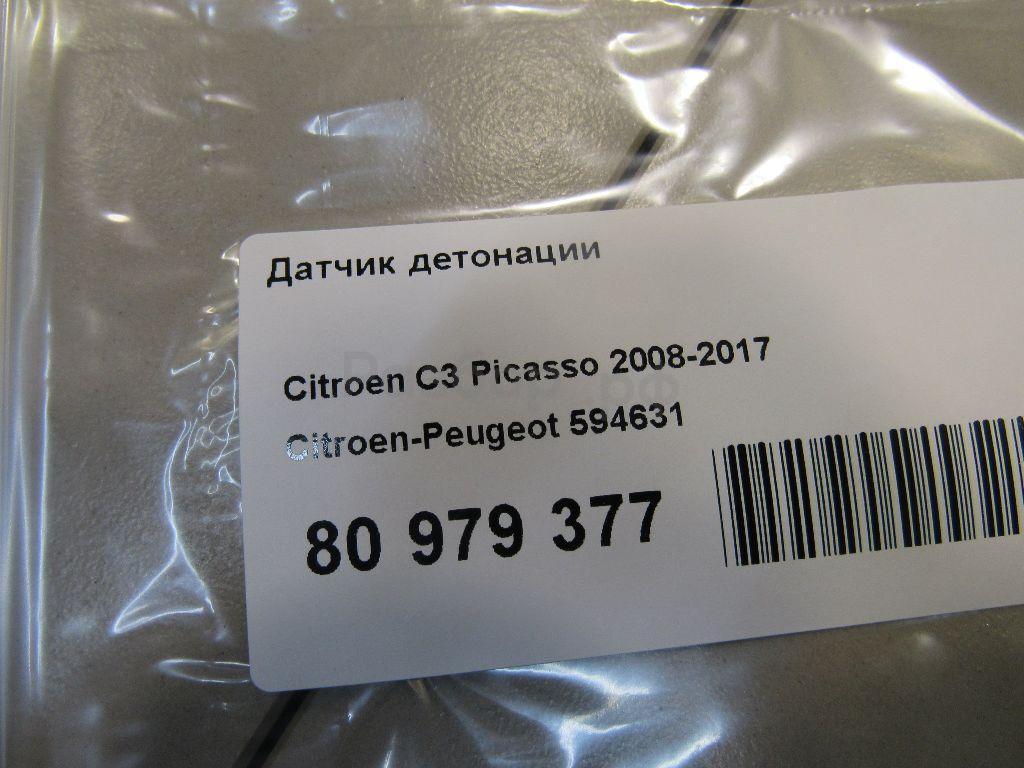 Датчик детонации
Citroen C3 Picasso 2008-2017
Citroen-Peugeot 594631
80 979 377